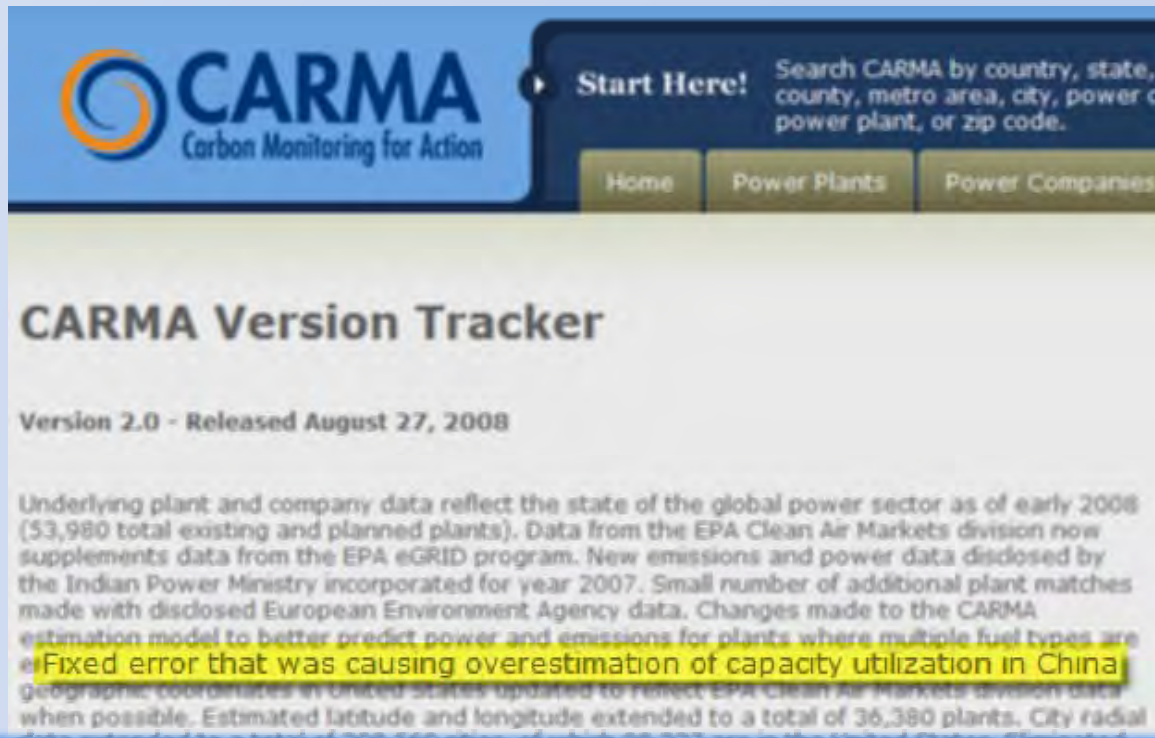 CARMA
Carbon Monitoring for Action
Start Here!
Search CARMA by country, state,
county, metro area, city, power
power plant, or zip code.
Home
Power Plants
Power Companies
CARMA Version Tracker
Version 2.0 - Released August 27, 2008
Underlying plant and company data reflect the state of the global power sector as of early 2008
(53,980 total existing and planned plants). Data from the EPA Clean Air Markets division now
supplements data from the EPA eGRID program. New emissions and power data disclosed by
the Indian Power Ministry incorporated for year 2007. Small number of additional plant matches
made with disclosed European Environment Agency data. Changes made to the CARMA
estimation model to better predict power and emissions for plants where multiple fuel types are
Fixed error that was causing overestimation of capacity utilization in China
geographic coordinates in United States updated to reflect EPA Clean Air Markets division data
when possible. Estimated latitude and longitude extended to a total of 36,380 plants. City radial